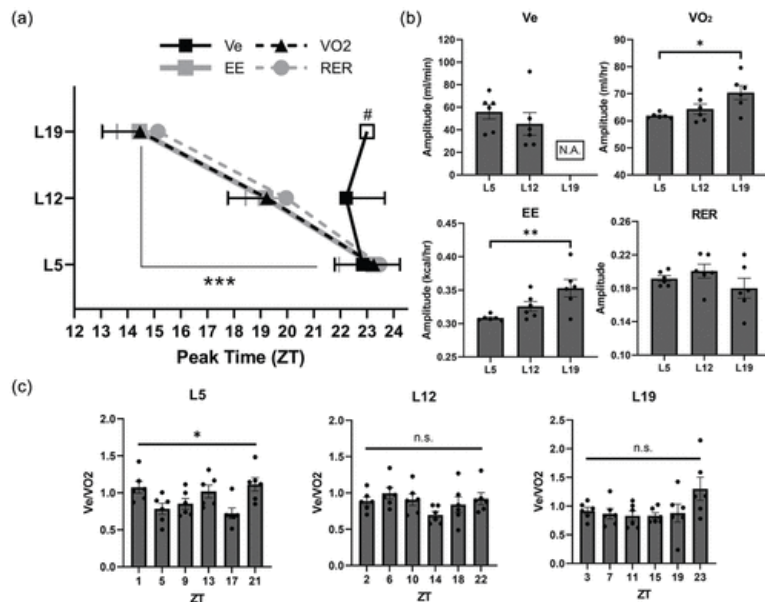 (a)
Ve
VO2
EE
RER
#
L19
L12
L5
***
12 13 14 15 16 17 18 19 20 21 22 23 24
Peak Time (ZT)
(b)
Ve
Amplitude (ml/min)
120
100
80
60
40
20
0
N.A.
L5 L12 L19
VO₂
Amplitude (ml/hr)
90
80
70
60
50
40
*
L5 L12 L19
EE
Amplitude (kcal/hr)
0.45
0.40
0.35
0.30
0.25
**
L5 L12 L19
RER
Amplitude
0.26
0.22
0.18
0.14
0.10
L5 L12 L19
(c)
L5
Ve/VO2
2.0
1.5
1.0
0.5
0.0
*
1 5 9 13 17 21
ZT
L12
Ve/VO2
2.0
1.5
1.0
0.5
0.0
n.s.
2 6 10 14 18 22
ZT
L19
Ve/VO2
2.5
2.0
1.5
1.0
0.5
0.0
n.s.
3 7 11 15 19 23
ZT